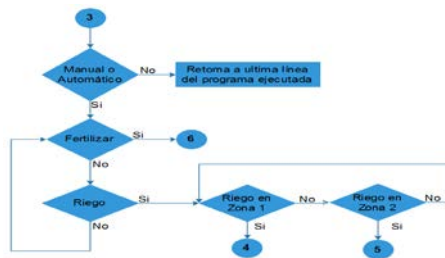 3
Manual o
Automático
No
Retoma a ultima línea
del programa ejecutada
Si
Fertilizar
Si
6
No
Riego
Si
Riego en
Zona 1
No
Riego en
Zona 2
No
No
Si
4
Si
5